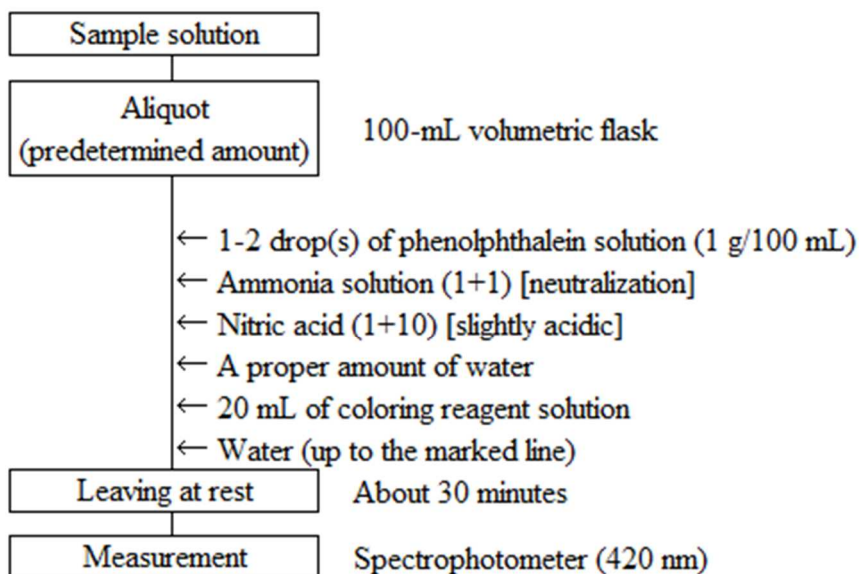 Sample solution
Aliquot
(predetermined amount)
100-mL volumetric flask
← 1-2 drop(s) of phenolphthalein solution (1 g/100 mL)
← Ammonia solution (1+1) [neutralization]
← Nitric acid (1+10) [slightly acidic]
← A proper amount of water
← 20 mL of coloring reagent solution
← Water (up to the marked line)
Leaving at rest
About 30 minutes
Measurement
Spectrophotometer (420 nm)